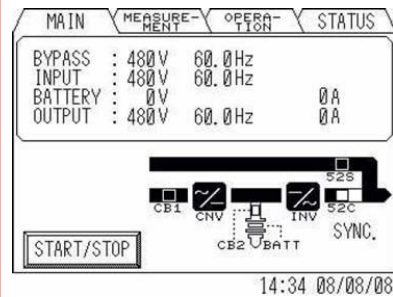 MAIN MEASURE-MENT OPERA-TION STATUS
BYPASS : 480V 60.0Hz
INPUT : 480V 60.0Hz
BATTERY : 0V 0A
OUTPUT : 480V 60.0Hz 0A
52S
CB1 CNV INV 52C
CB2 BATT SYNC.
START/STOP
14:34 08/08/08